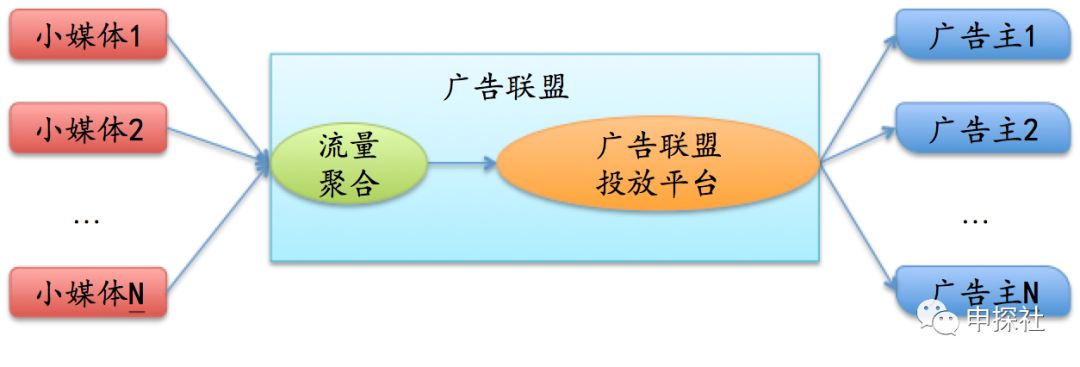 小媒体1
小媒体2
...
小媒体N
广告联盟
流量
聚合
广告联盟
投放平台
广告主1
广告主2
...
广告主N
申探社